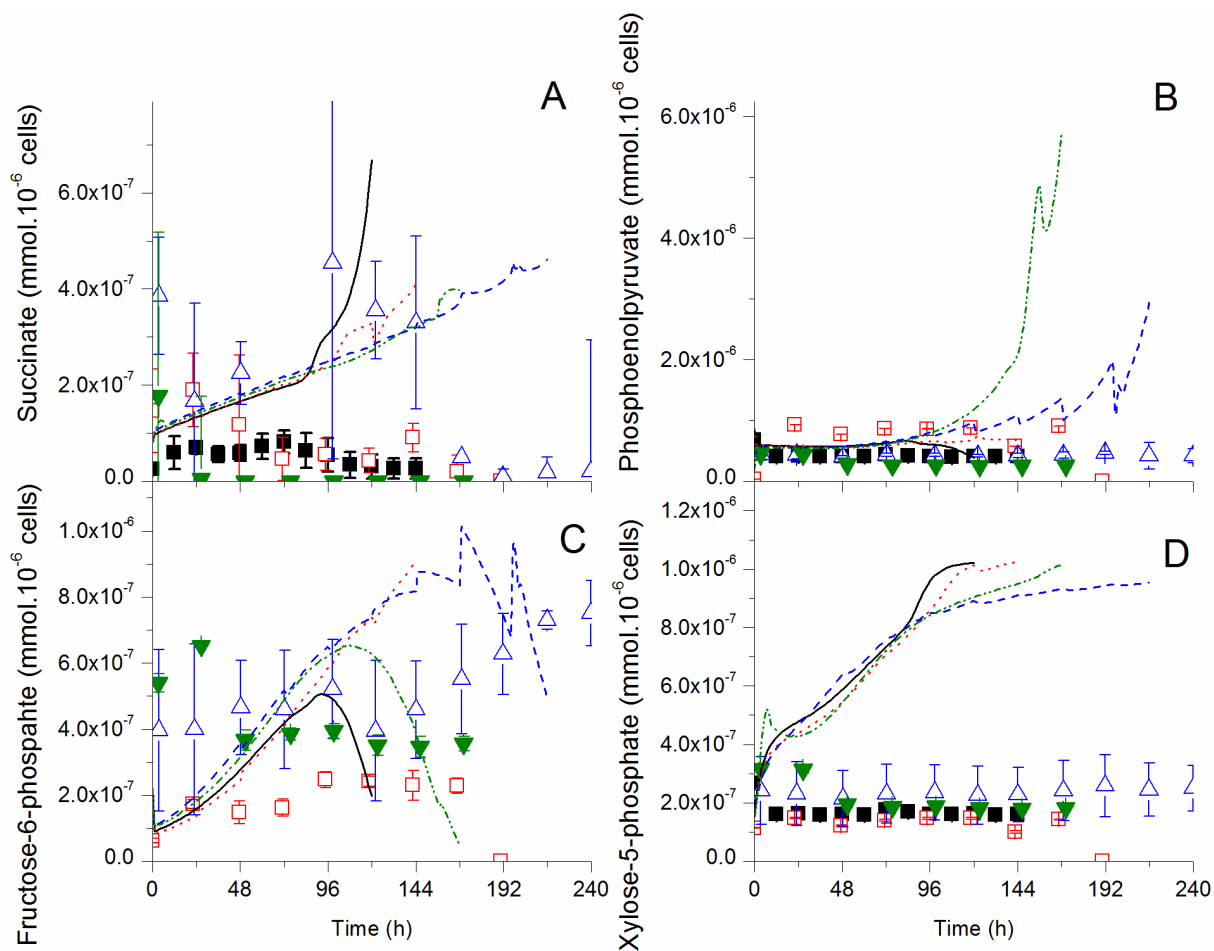 A
Succinate (mmol.10⁻⁶ cells)
6.0x10⁻⁷
4.0x10⁻⁷
2.0x10⁻⁷
0.0
B
Phosphoenolpyruvate (mmol.10⁻⁶ cells)
6.0x10⁻⁶
4.0x10⁻⁶
2.0x10⁻⁶
0.0
C
Fructose-6-phospahte (mmol.10⁻⁶ cells)
1.0x10⁻⁶
8.0x10⁻⁷
6.0x10⁻⁷
4.0x10⁻⁷
2.0x10⁻⁷
0.0
0 48 96 144 192 240
Time (h)
D
Xylose-5-phosphate (mmol.10⁻⁶ cells)
1.2x10⁻⁶
1.0x10⁻⁶
8.0x10⁻⁷
6.0x10⁻⁷
4.0x10⁻⁷
2.0x10⁻⁷
0.0
0 48 96 144 192 240
Time (h)